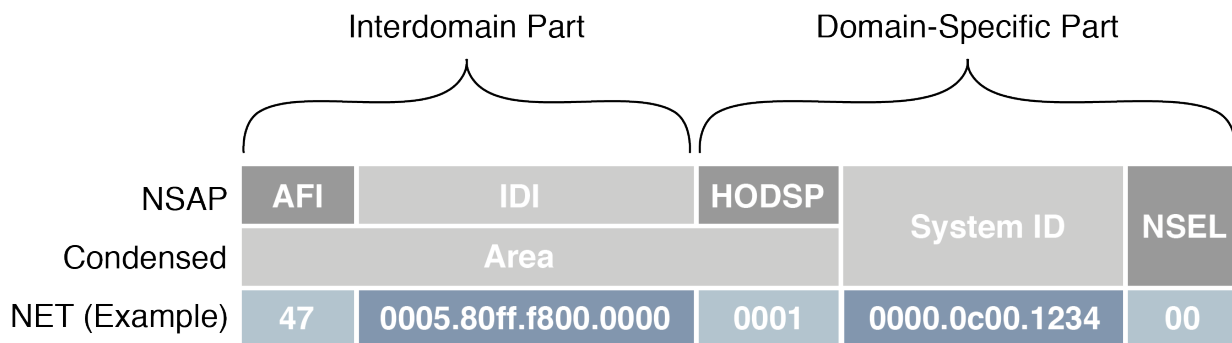 Interdomain Part Domain-Specific Part
NSAP AFI IDI HODSP System ID NSEL
Condensed Area
NET (Example) 47 0005.80ff.f800.0000 0001 0000.0c00.1234 00